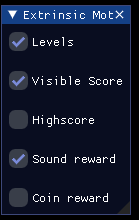 Extrinsic Mot
Levels
Visible Score
Highscore
Sound reward
Coin reward